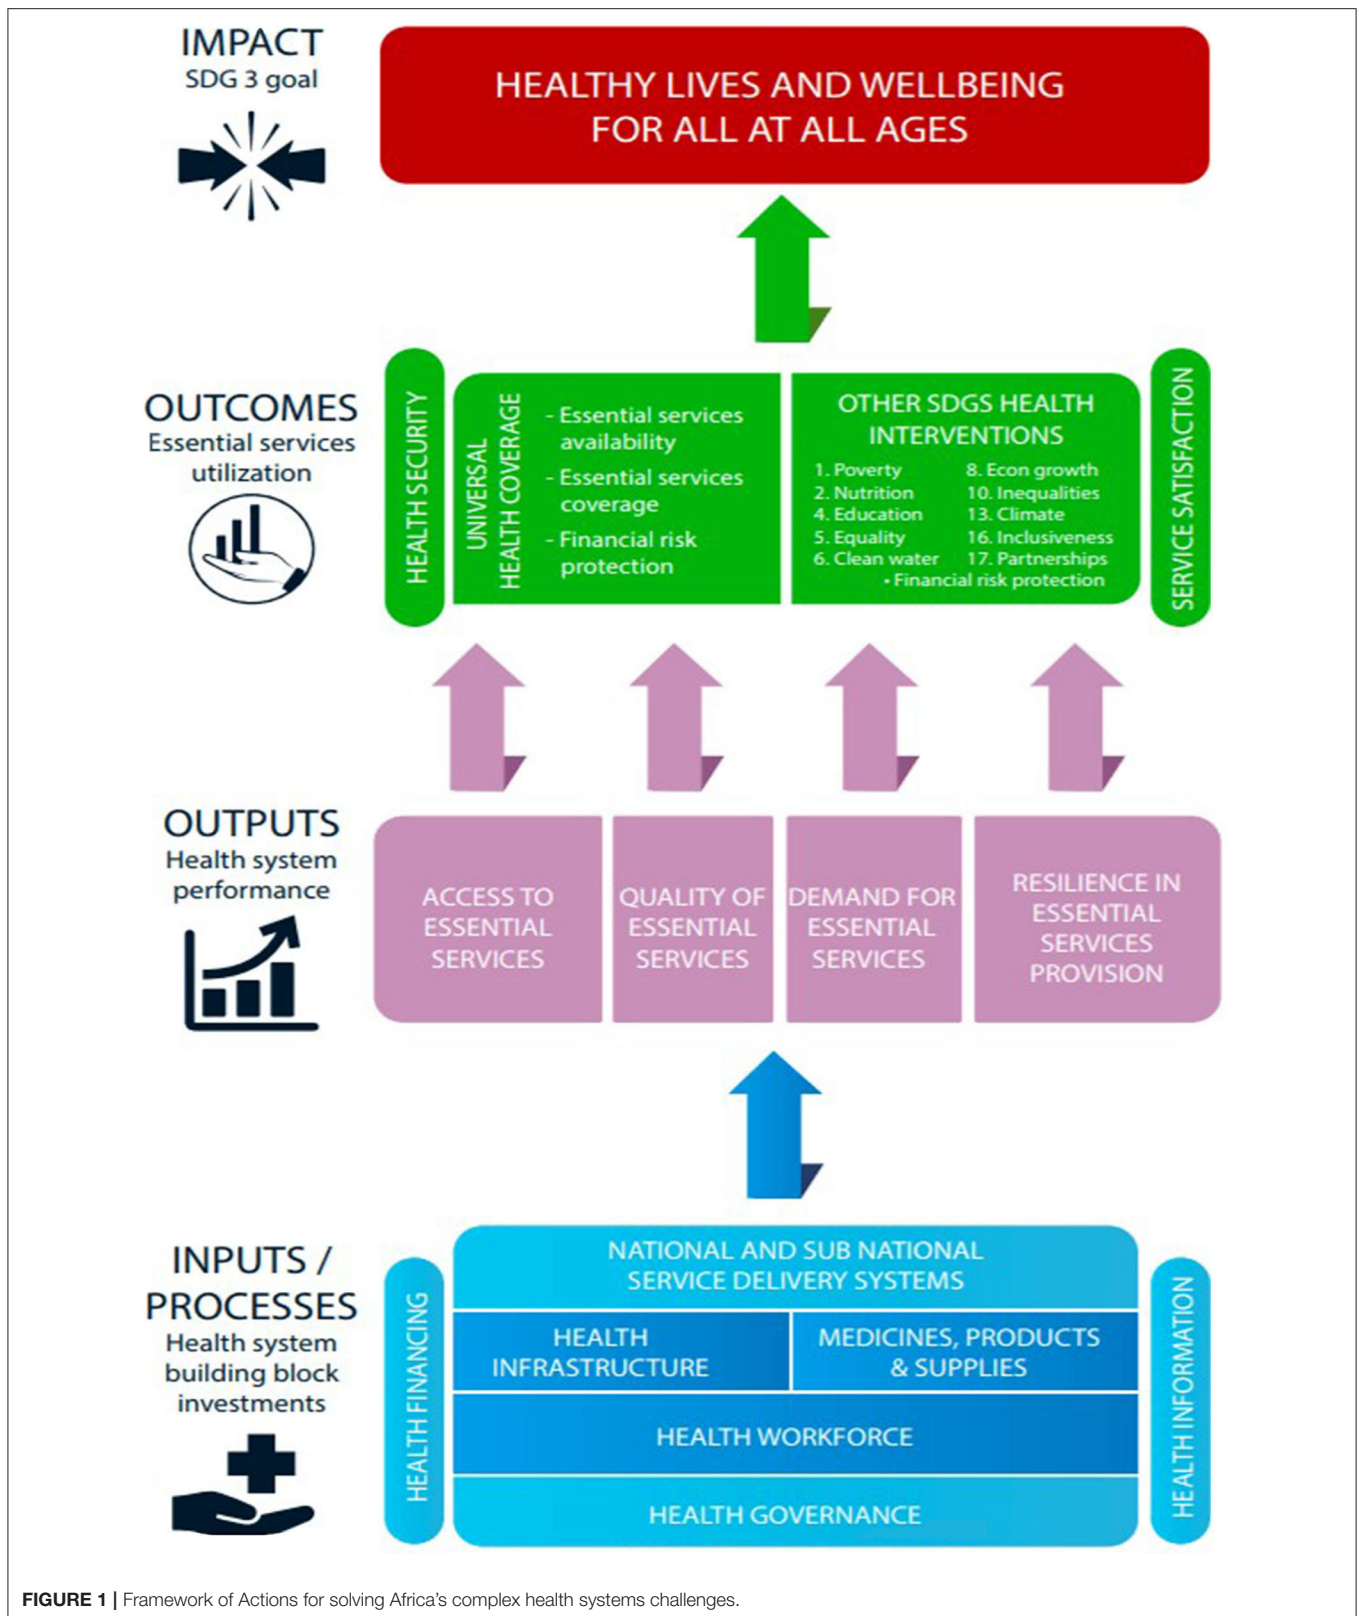 IMPACT
SDG 3 goal
HEALTHY LIVES AND WELLBEING
FOR ALL AT ALL AGES
OUTCOMES
Essential services
utilization
HEALTH SECURITY
UNIVERSAL
HEALTH COVERAGE
- Essential services
availability
- Essential services
coverage
- Financial risk
protection
OTHER SDGS HEALTH
INTERVENTIONS
1. Poverty
2. Nutrition
4. Education
5. Equality
6. Clean water
8. Econ growth
10. Inequalities
13. Climate
16. Inclusiveness
17. Partnerships
• Financial risk protection
SERVICE SATISFACTION
OUTPUTS
Health system
performance
ACCESS TO
ESSENTIAL
SERVICES
QUALITY OF
ESSENTIAL
SERVICES
DEMAND FOR
ESSENTIAL
SERVICES
RESILIENCE IN
ESSENTIAL
SERVICES
PROVISION
INPUTS /
PROCESSES
Health system
building block
investments
HEALTH FINANCING
NATIONAL AND SUB NATIONAL
SERVICE DELIVERY SYSTEMS
HEALTH
INFRASTRUCTURE
MEDICINES, PRODUCTS
& SUPPLIES
HEALTH WORKFORCE
HEALTH GOVERNANCE
HEALTH INFORMATION
FIGURE 1 | Framework of Actions for solving Africa's complex health systems challenges.